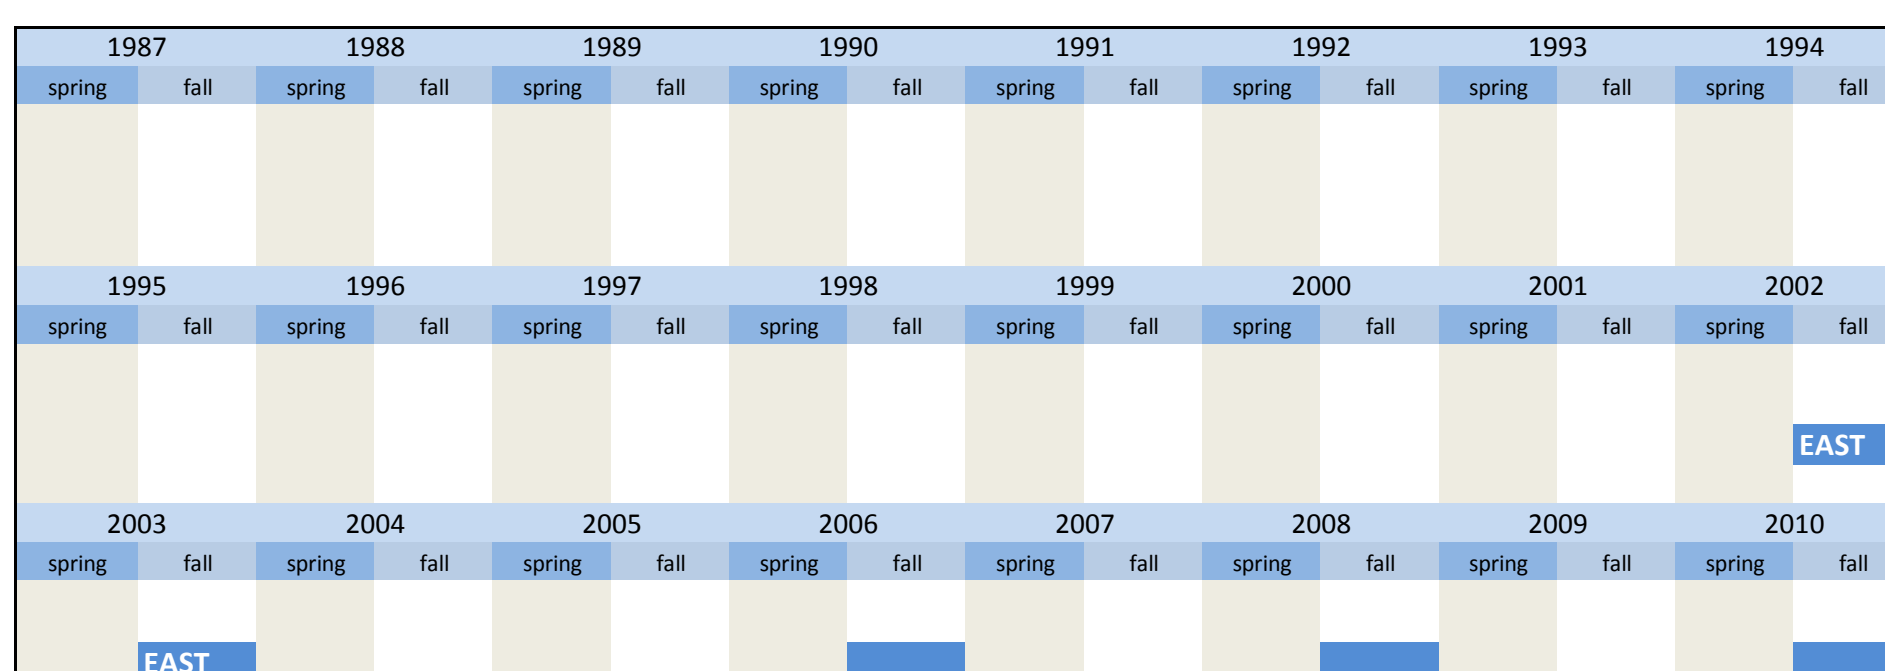 1987 1988 1989 1990 1991 1992 1993 1994
spring fall spring fall spring fall spring fall spring fall spring fall spring fall spring fall
1995 1996 1997 1998 1999 2000 2001 2002
spring fall spring fall spring fall spring fall spring fall spring fall spring fall spring fall
EAST
2003 2004 2005 2006 2007 2008 2009 2010
spring fall spring fall spring fall spring fall spring fall spring fall spring fall spring fall
EAST